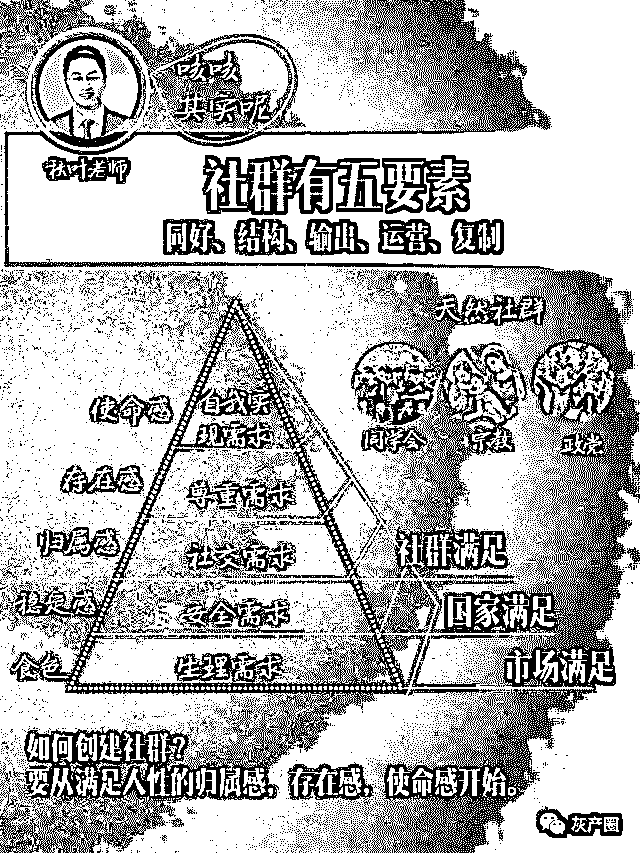 咳咳
其实呢
秋叶老师
社群有五要素
同好、结构、输出、运营、复制
天然社群
同学会 宗教 政党
使命感 自我实现需求
存在感 尊重需求
归属感 社交需求 社群满足
稳定感 安全需求 国家满足
食色 生理需求 市场满足
如何创建社群?
要从满足人性的归属感，存在感，使命感开始。
灰产圈